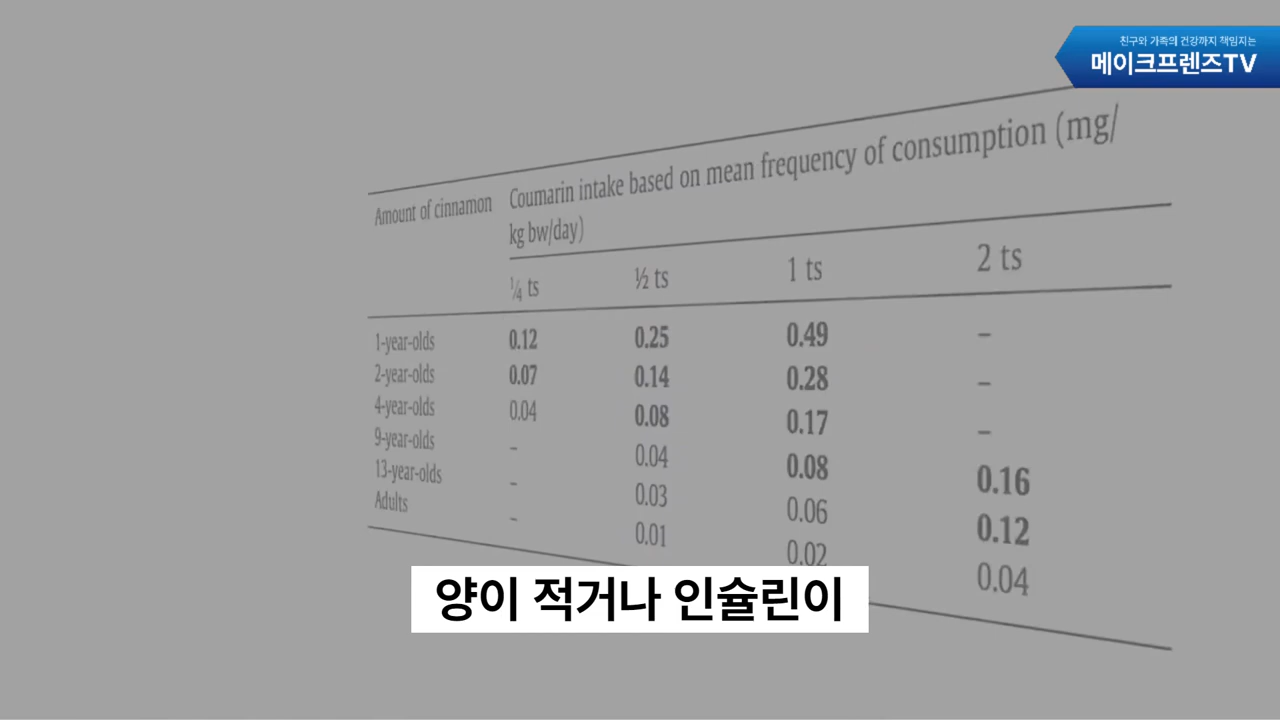 친구와 가족의 건강까지 책임지는
메이크프렌즈TV
Amount of cinnamon Coumarin intake based on mean frequency of consumption (mg/
kg bw/day)
¼ ts ½ ts 1 ts 2 ts
1-year-olds 0.12 0.25 0.49 –
2-year-olds 0.07 0.14 0.28 –
4-year-olds 0.04 0.08 0.17 –
9-year-olds – 0.04 0.08 0.16
13-year-olds – 0.03 0.06 0.12
Adults – 0.01 0.02 0.04
양이 적거나 인슐린이